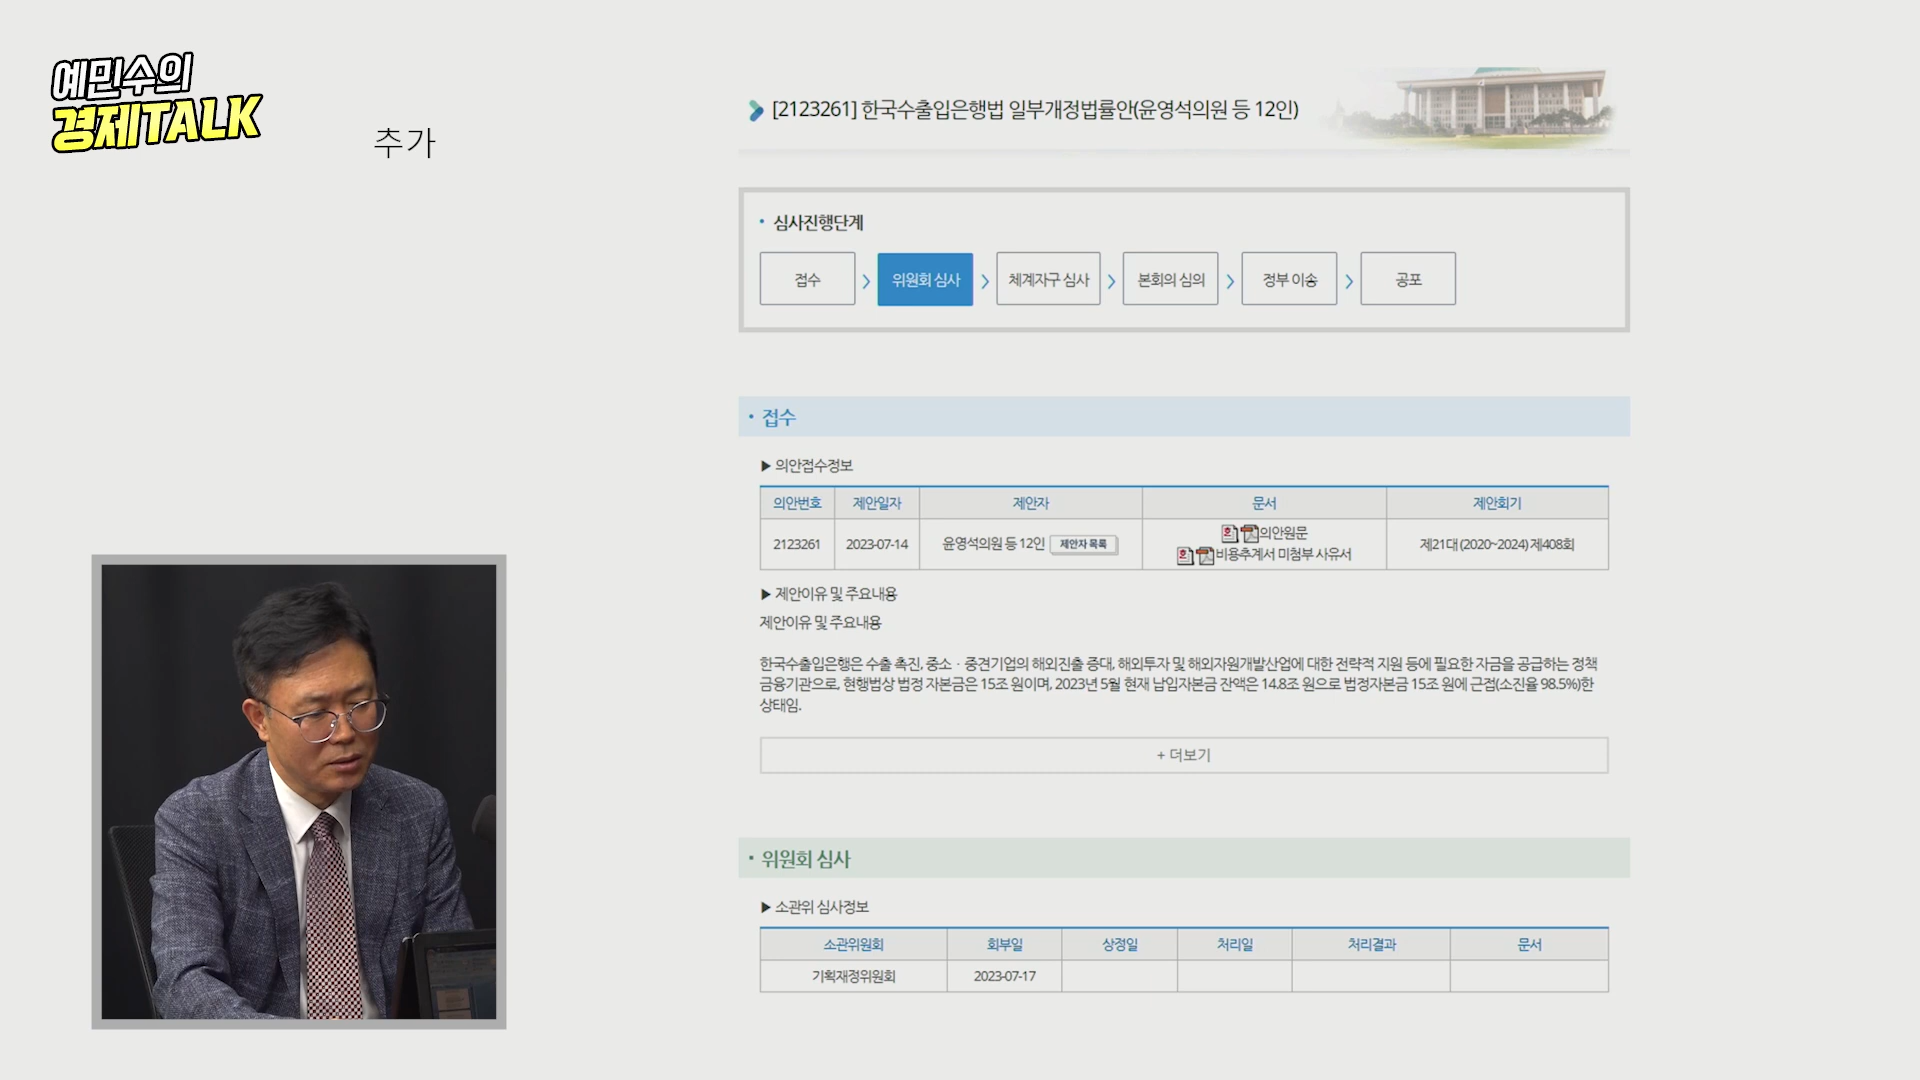 예민수의
경제TALK
추가
[2123261] 한국수출입은행법 일부개정법률안(윤영석의원 등 12인)
• 심사진행단계
접수 > 위원회 심사 > 체계자구 심사 > 본회의 심의 > 정부 이송 > 공포
• 접수
▶ 의안접수정보
의안번호 제안일자 제안자 문서 제안회기
2123261 2023-07-14 윤영석의원 등 12인 제안자 목록 의안원문 제21대 (2020~2024) 제408회
비용추계서 미첨부 사유서
▶ 제안이유 및 주요내용
제안이유 및 주요내용
한국수출입은행은 수출 촉진, 중소ㆍ중견기업의 해외진출 증대, 해외투자 및 해외자원개발산업에 대한 전략적 지원 등에 필요한 자금을 공급하는 정책
금융기관으로, 현행법상 법정 자본금은 15조 원이며, 2023년 5월 현재 납입자본금 잔액은 14.8조 원으로 법정자본금 15조 원에 근접(소진율 98.5%)한
상태임.
+ 더보기
• 위원회 심사
▶ 소관위 심사정보
소관위원회 회부일 상정일 처리일 처리결과 문서
기획재정위원회 2023-07-17